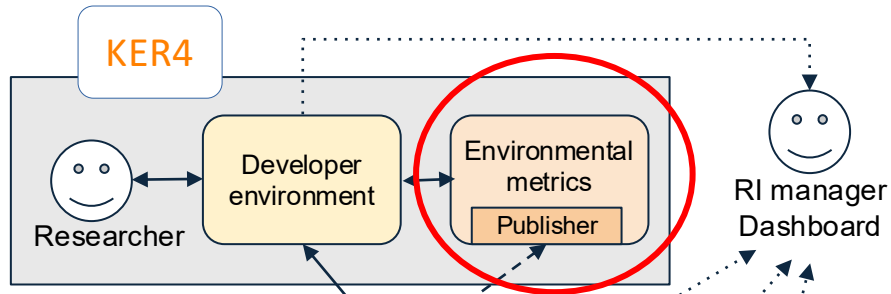 KER4
Researcher
Developer
environment
Environmental
metrics
Publisher
RI manager
Dashboard